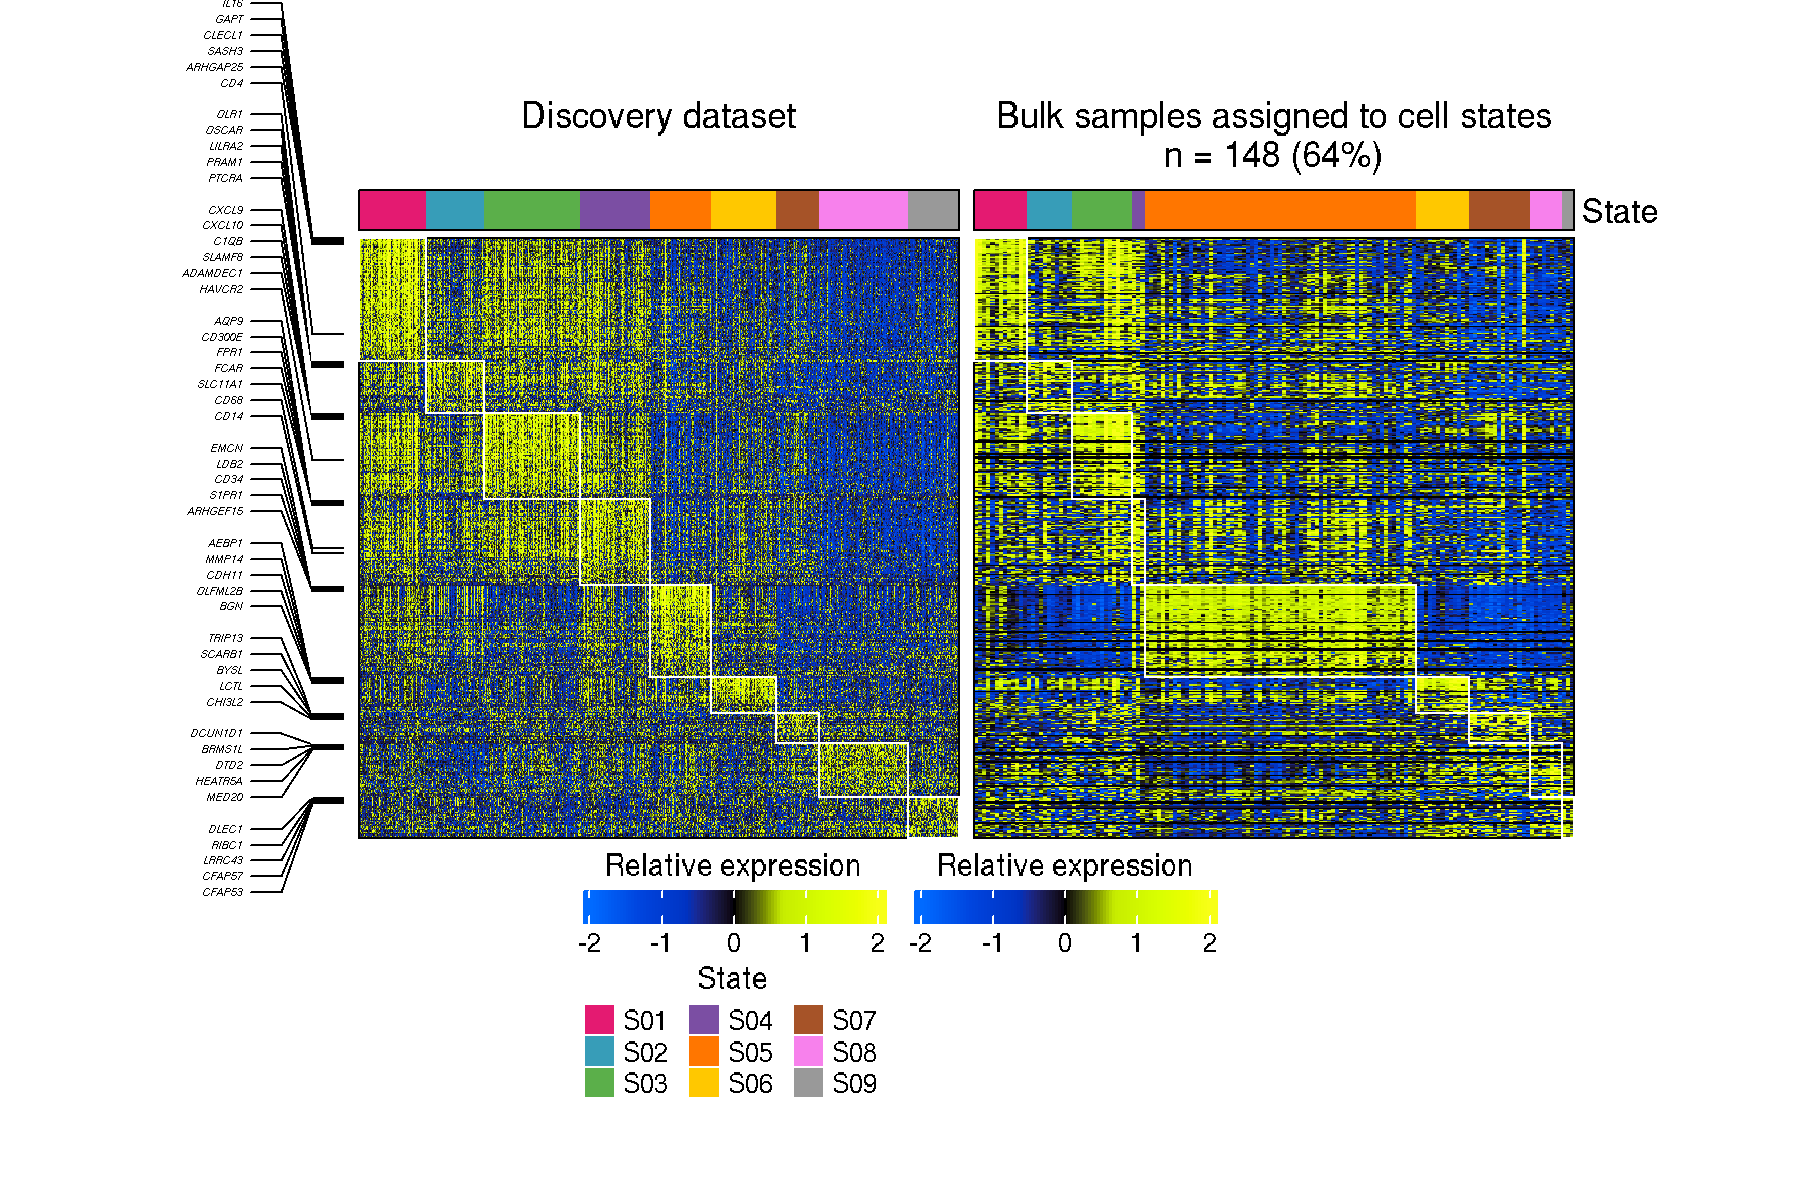 IL16
GAPT
CLECL1
SASH3
ARHGAP25
CD4
OLR1
OSCAR
LILRA2
PRAM1
PTCRA
CXCL9
CXCL10
C1QB
SLAMF8
ADAMDEC1
HAVCR2
AQP9
CD300E
FPR1
FCAR
SLC11A1
CD68
CD14
EMCN
LDB2
CD34
S1PR1
ARHGEF15
AEBP1
MMP14
CDH11
OLFML2B
BGN
TRIP13
SCARB1
BYSL
LCTL
CHI3L2
DCUN1D1
BRMS1L
DTD2
HEATR5A
MED20
DLEC1
RIBC1
LRRC43
CFAP57
CFAP53
Discovery dataset
Bulk samples assigned to cell states
n = 148 (64%)
State
Relative expression
-2 -1 0 1 2
Relative expression
-2 -1 0 1 2
State
S01 S04 S07
S02 S05 S08
S03 S06 S09